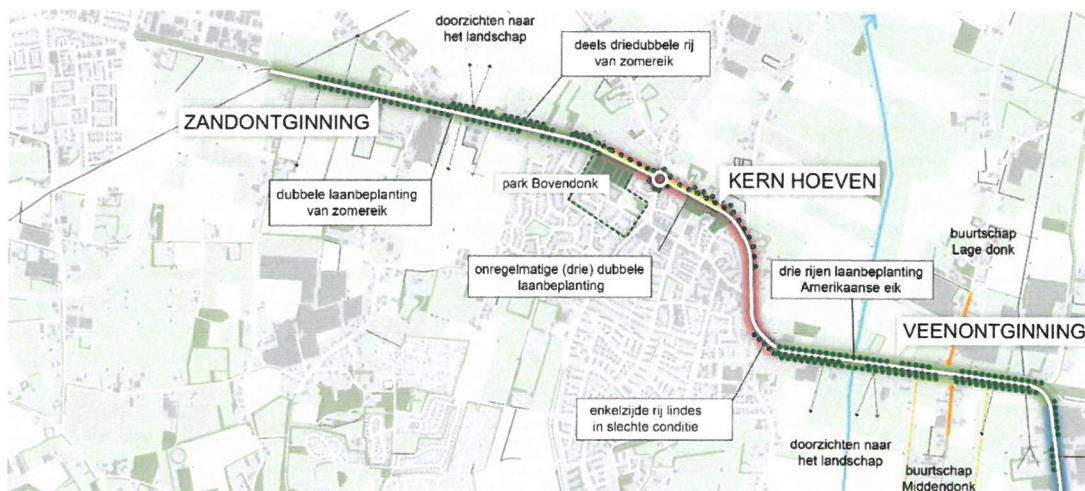 doorzichten naar
het landschap
deels driedubbele rij
van zomereik
ZANDONTGINNING
dubbele laanbeplanting
van zomereik
park Bovendonk
KERN HOEVEN
onregelmatige (drie) dubbele
laanbeplanting
buurtschap
Lage donk
drie rijen laanbeplanting
Amerikaanse eik
VEENONTGINNING
enkelzijde rij lindes
in slechte conditie
doorzichten naar
het landschap
buurtschap
Middendonk